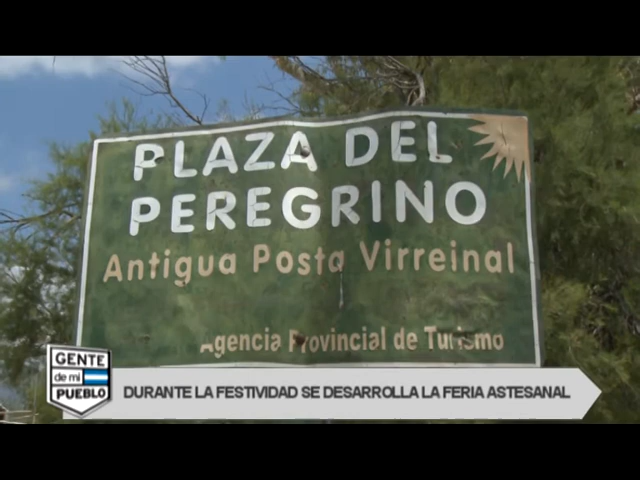 PLAZA DEL
PEREGRINO
Antigua Posta Virreinal
Agencia Provincial de Turismo
GENTE
de mi
PUEBLO
DURANTE LA FESTIVIDAD SE DESARROLLA LA FERIA ASTESANAL